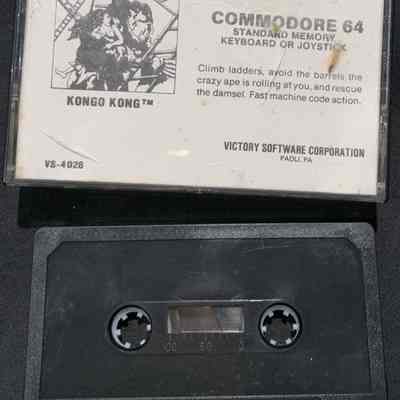 COMMODORE 64
STANDARD MEMORY
KEYBOARD OR JOYSTICK
Climb ladders, avoid the barrels the
crazy ape is rolling at you, and rescue
the damsel. Fast machine code action.
KONGO KONG™
VICTORY SOFTWARE CORPORATION
PAOLI, PA
VS-4028